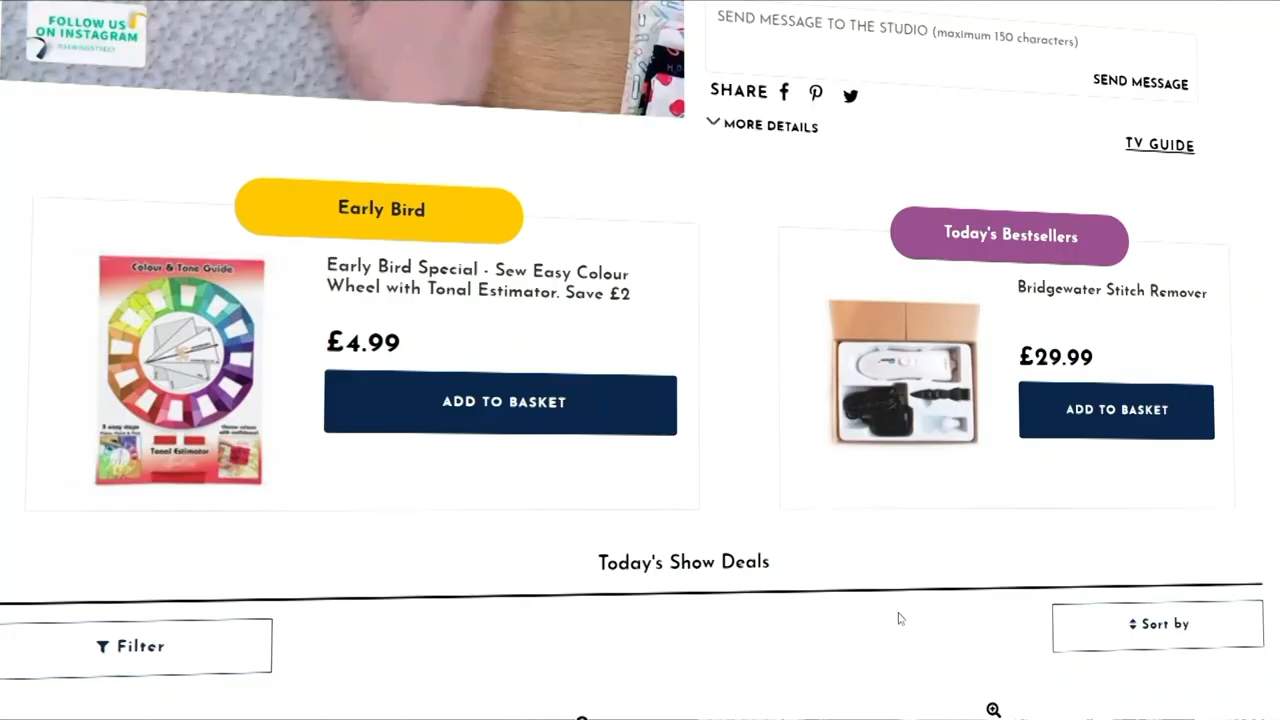 FOLLOW US
ON INSTAGRAM
SEND MESSAGE TO THE STUDIO (maximum 150 characters)
SEND MESSAGE
SHARE
MORE DETAILS
TV GUIDE
Early Bird
Early Bird Special - Sew Easy Colour
Wheel with Tonal Estimator. Save £2
£4.99
ADD TO BASKET
Colour & Tone Guide
Tonal Estimator
Today's Bestsellers
Bridgewater Stitch Remover
£29.99
ADD TO BASKET
Today's Show Deals
Filter
Sort by